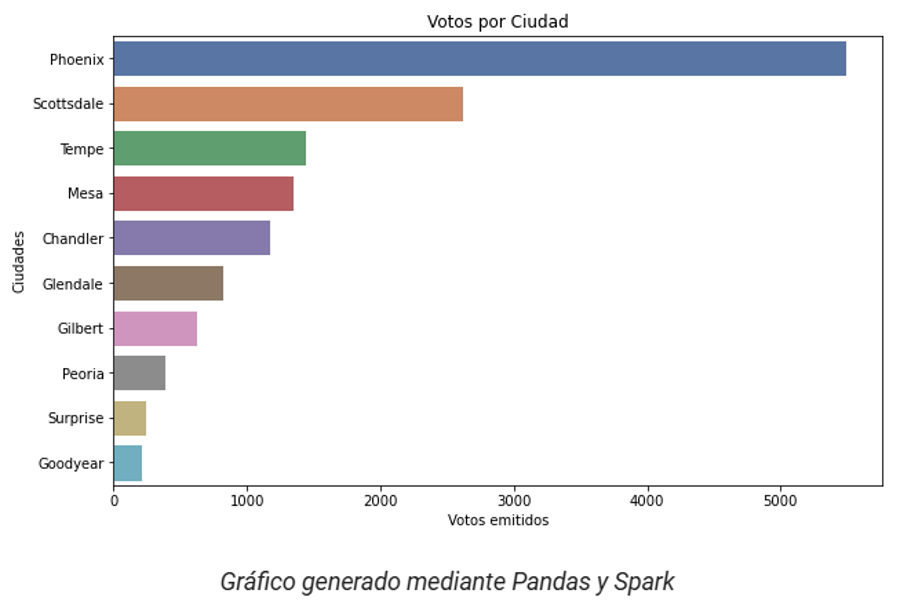 Votos por Ciudad
Phoenix
Scottsdale
Tempe
Mesa
Chandler
Glendale
Gilbert
Peoria
Surprise
Goodyear
Ciudades
0 1000 2000 3000 4000 5000
Votos emitidos
Gráfico generado mediante Pandas y Spark